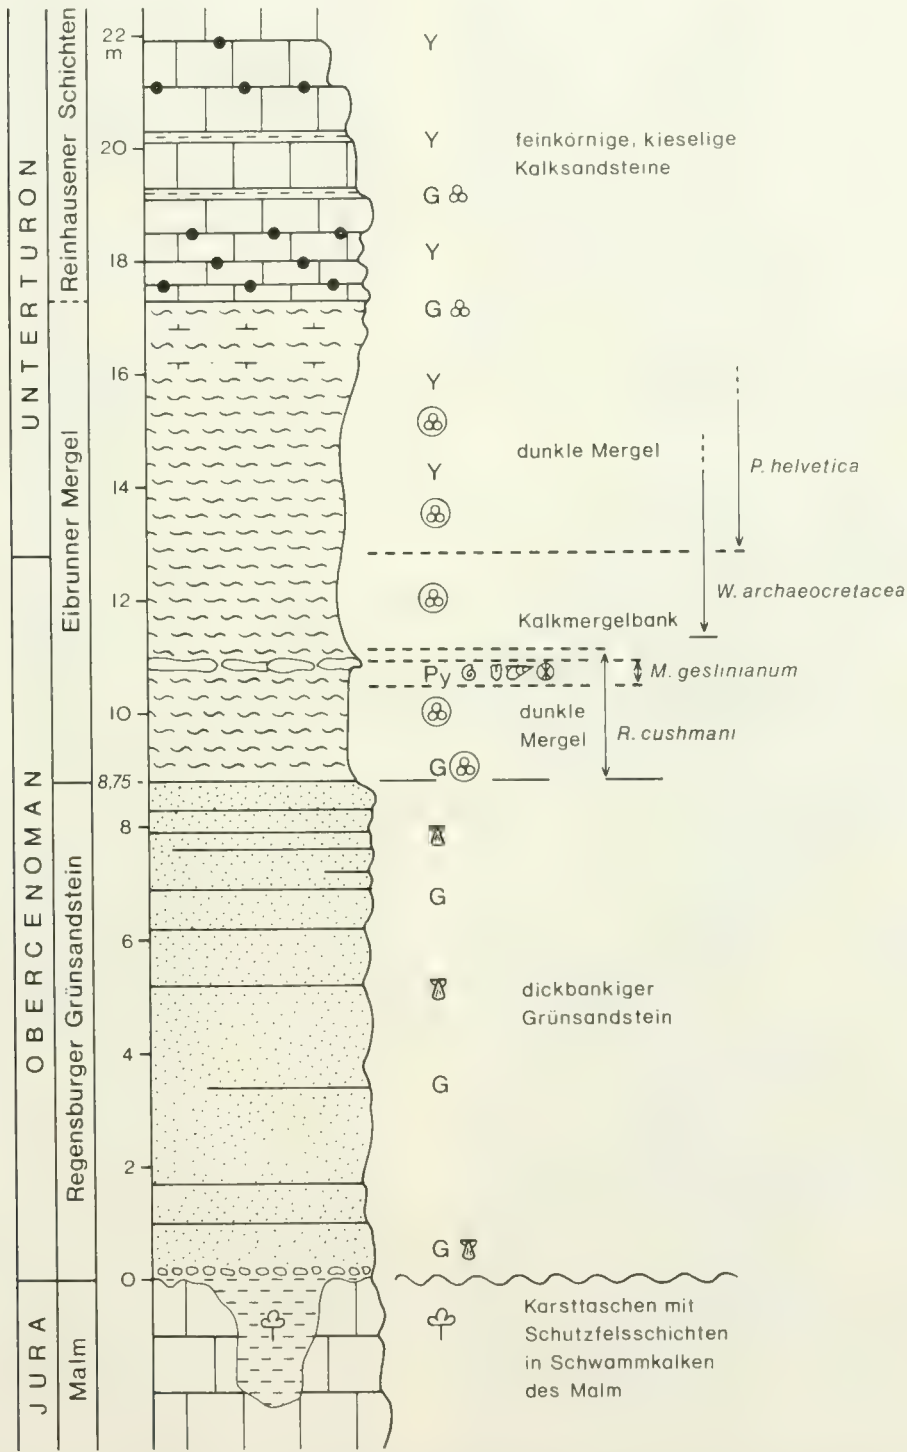 22
m
20
18
16
14
12
10
8,75
8
6
4
2
0
UNTERTURON
OBERCENOMAN
JURA
Reinhausener Schichten
Eibrunner Mergel
Regensburger Grünsandstein
Malm
Y
Y
feinkörnige, kieselige
Kalksandsteine
G
Y
G
Y
dunkle Mergel
Y
P. helvetica
W. archaeocretacea
Kalkmergelbank
Py
M. geslinianum
dunkle
Mergel
R. cushmani
G
G
dickbankiger
Grünsandstein
G
G
Karsttaschen mit
Schutzfelsschichten
in Schwammkalken
des Malm